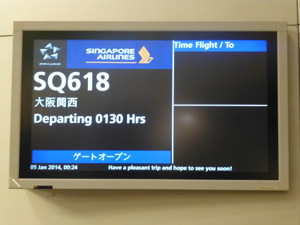 SINGAPORE
AIRLINES
Time Flight / To
SQ618
大阪関西
Departing 0130 Hrs
ゲートオープン
05 Jan 2014, 00:24
Have a pleasant trip and hope to see you soon!